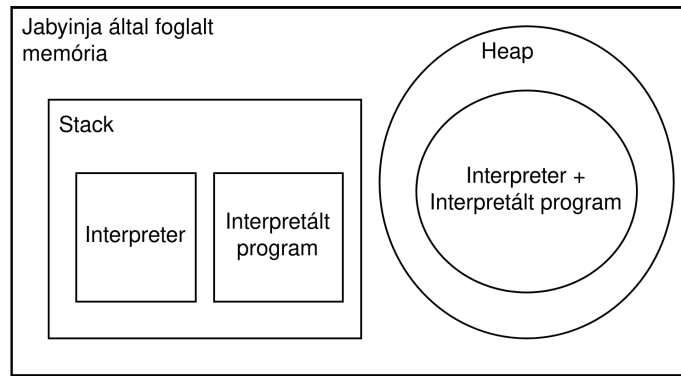 Jabyinja által foglalt
memória
Heap
Stack
Interpreter
Interpretált
program
Interpreter +
Interpretált program